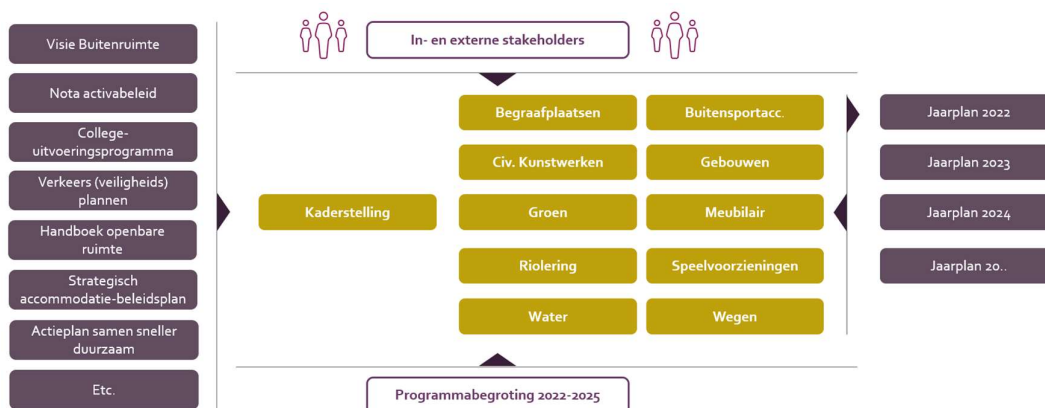 Visie Buitenruimte
Nota activabeleid
College-
uitvoeringsprogramma
Verkeers (veiligheids)
plannen
Handboek openbare
ruimte
Strategisch
accommodatie-beleidsplan
Actieplan samen sneller
duurzaam
Etc.
In- en externe stakeholders
Kaderstelling
Begraafplaatsen
Buitensportacc.
Civ. Kunstwerken
Gebouwen
Groen
Meubilair
Riolering
Speelvoorzieningen
Water
Wegen
Programmabegroting 2022-2025
Jaarplan 2022
Jaarplan 2023
Jaarplan 2024
Jaarplan 20..